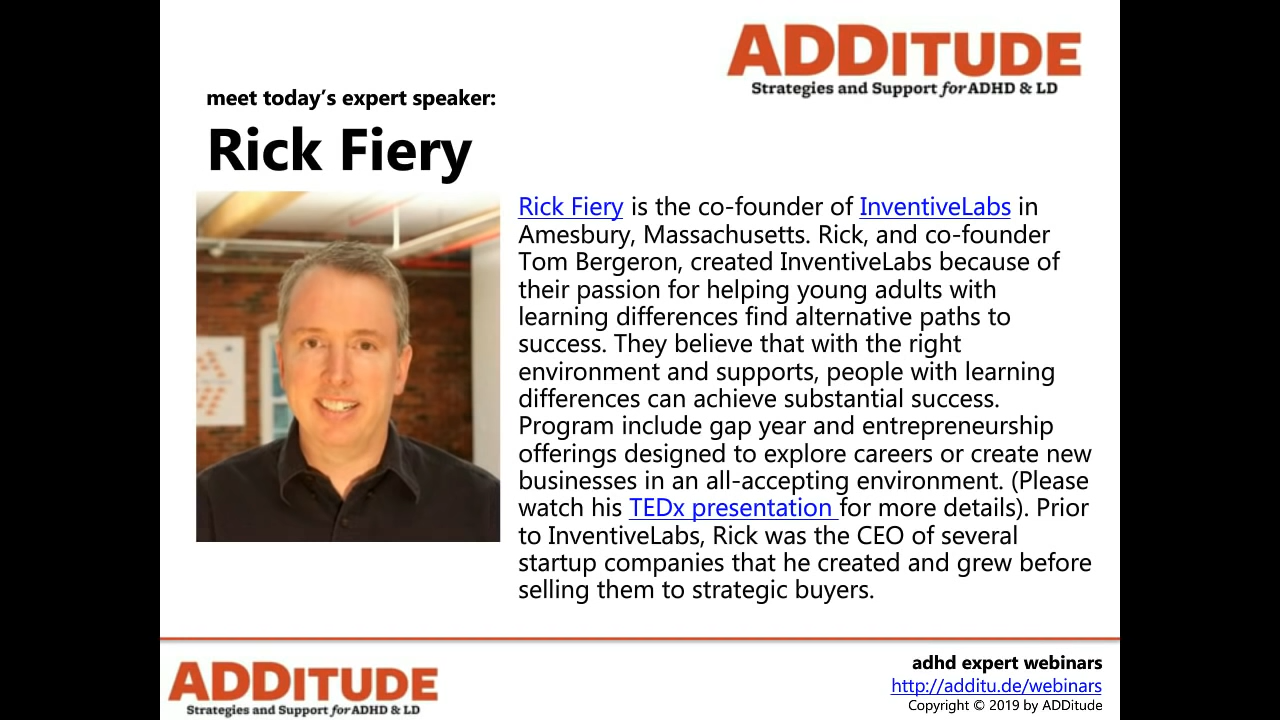 ADDITUDE
Strategies and Support for ADHD & LD
meet today’s expert speaker:
Rick Fiery
Rick Fiery is the co-founder of InventiveLabs in
Amesbury, Massachusetts. Rick, and co-founder
Tom Bergeron, created InventiveLabs because of
their passion for helping young adults with
learning differences find alternative paths to
success. They believe that with the right
environment and supports, people with learning
differences can achieve substantial success.
Program include gap year and entrepreneurship
offerings designed to explore careers or create new
businesses in an all-accepting environment. (Please
watch his TEDx presentation for more details). Prior
to InventiveLabs, Rick was the CEO of several
startup companies that he created and grew before
selling them to strategic buyers.
ADDITUDE
Strategies and Support for ADHD & LD
adhd expert webinars
http://additu.de/webinars
Copyright © 2019 by ADDitude